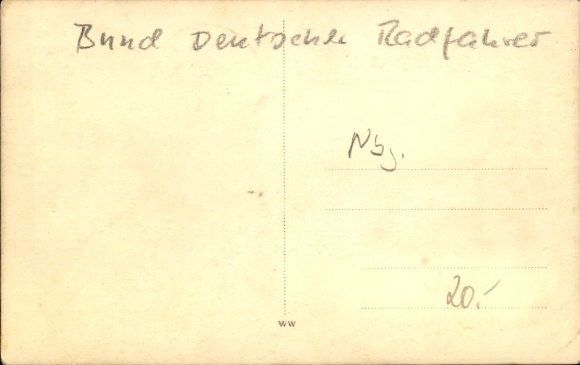 Bund Deutscher Radfahrer
Nbg.
20.-
ww